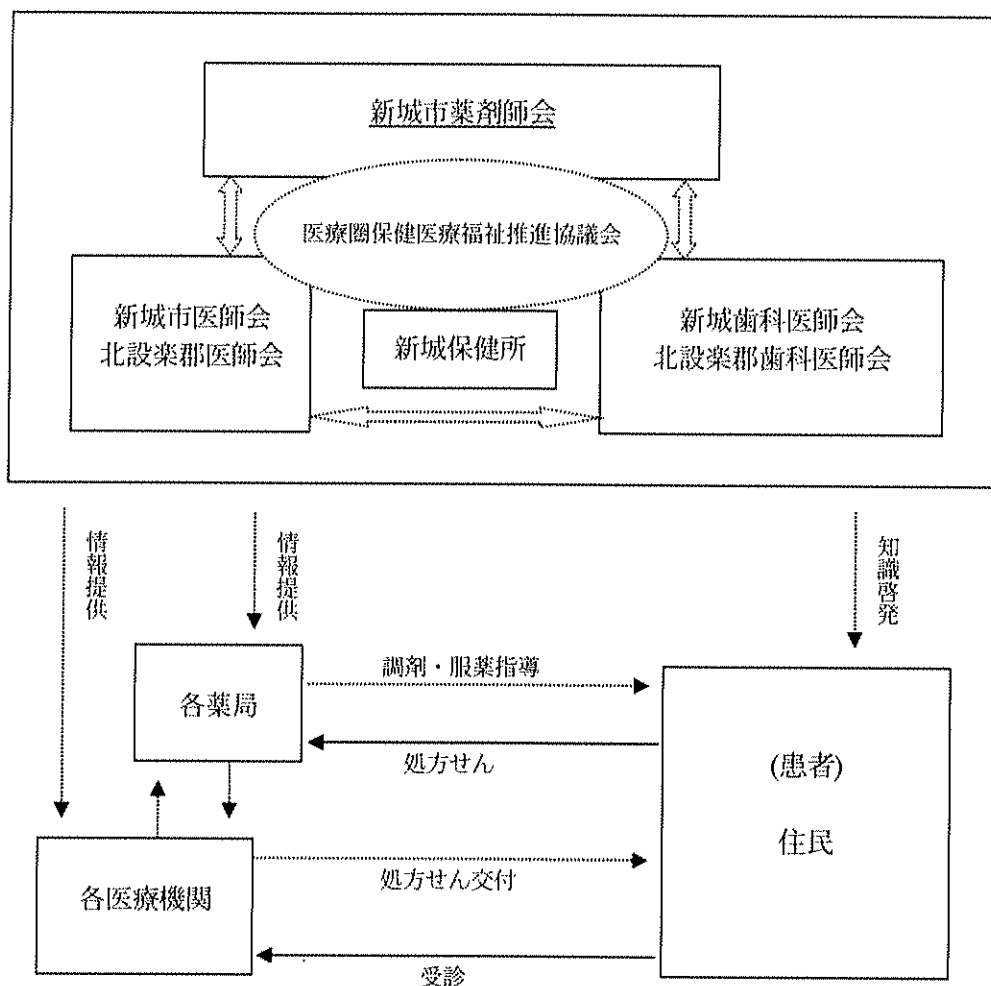 新城市薬剤師会
医療圏保健医療福祉推進協議会
新城市医師会
北設楽郡医師会
新城保健所
新城歯科医師会
北設楽郡歯科医師会
情報提供
情報提供
知識啓発
各薬局
調剤・服薬指導
処方せん
(患者)
住民
各医療機関
処方せん交付
受診